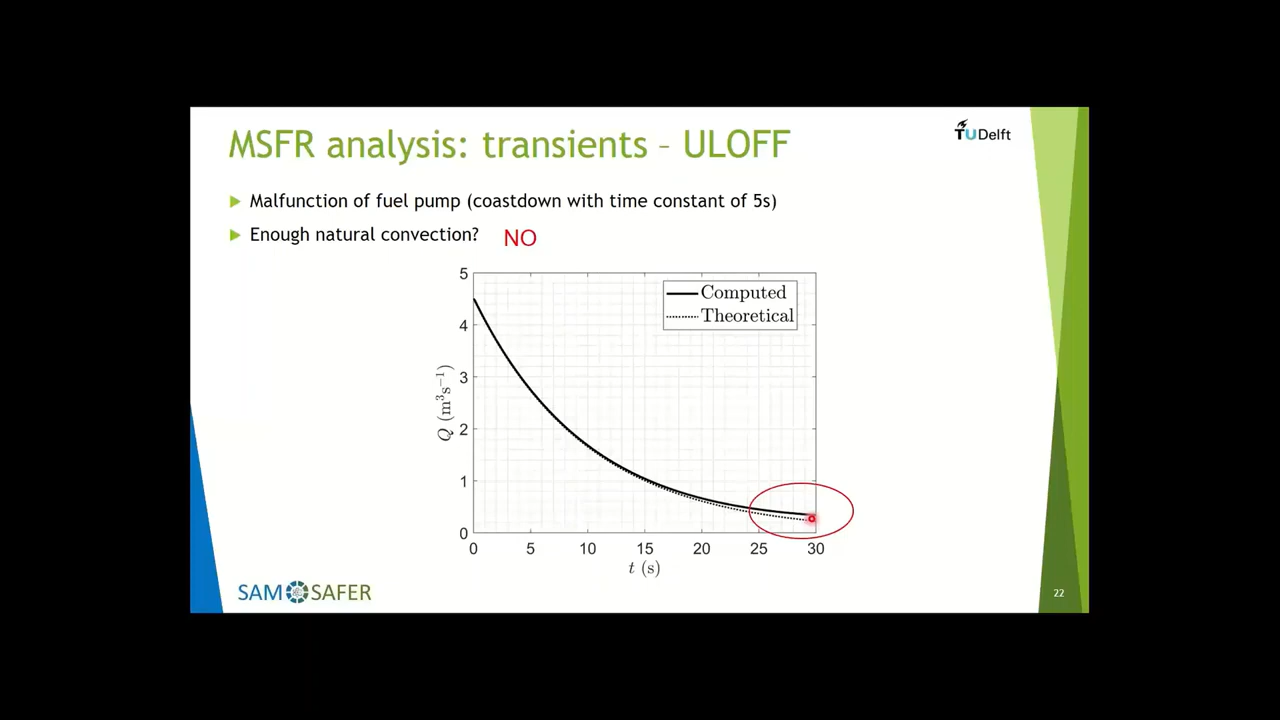 MSFR analysis: transients – ULOFF
TUDelft
Malfunction of fuel pump (coastdown with time constant of 5s)
Enough natural convection? NO
Computed
Theoretical
5
4
3
2
1
0
Q (m³s⁻¹)
0 5 10 15 20 25 30
t (s)
SAM SAFER
22